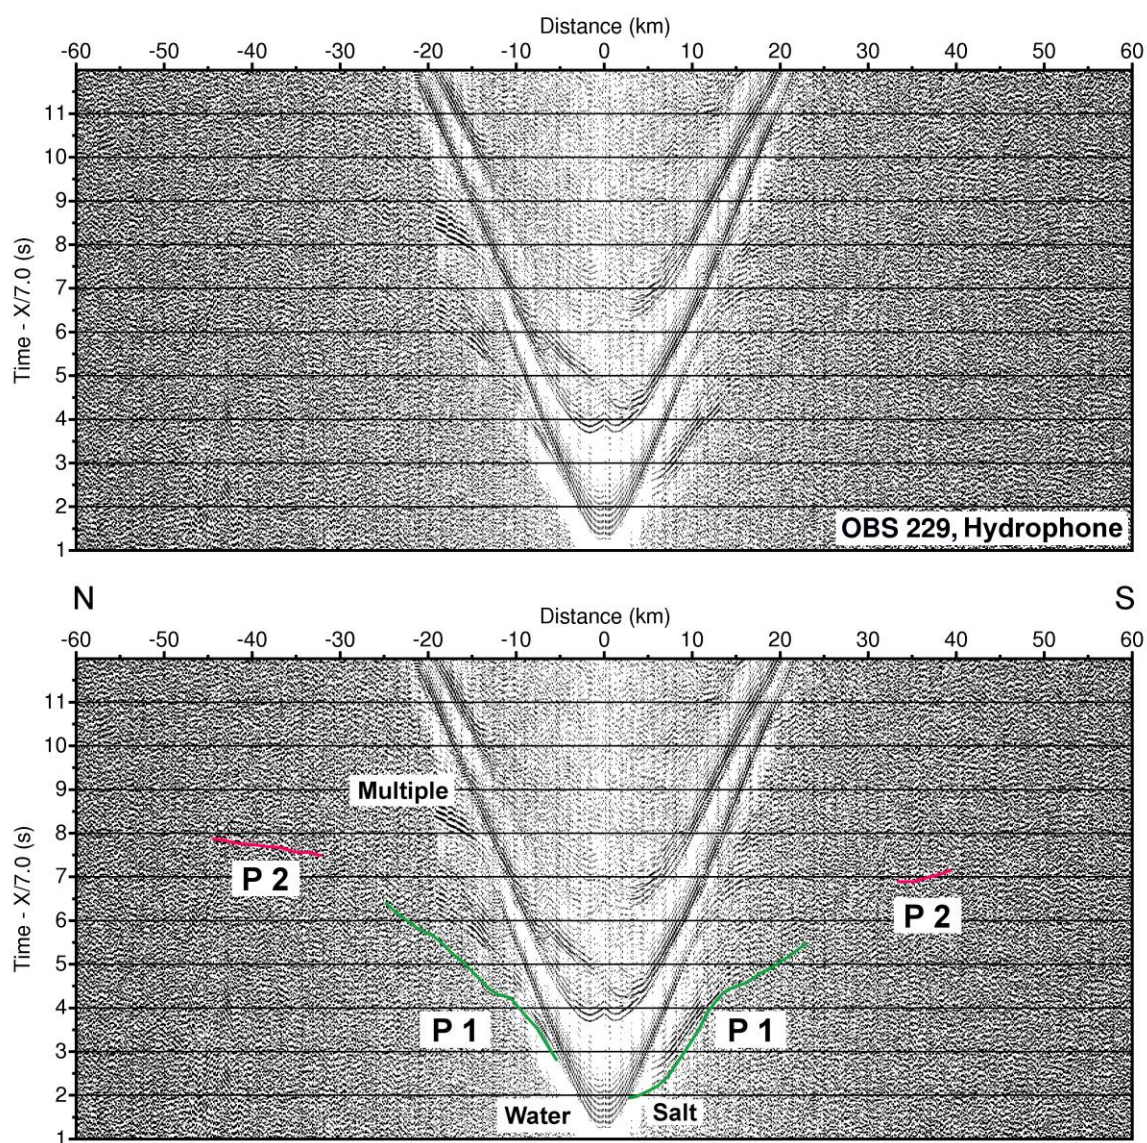 Distance (km)
-60 -50 -40 -30 -20 -10 0 10 20 30 40 50 60
Time - X/7.0 (s)
11
10
9
8
7
6
5
4
3
2
1
OBS 229, Hydrophone
N S
Distance (km)
-60 -50 -40 -30 -20 -10 0 10 20 30 40 50 60
Time - X/7.0 (s)
11
10
9
8
7
6
5
4
3
2
1
Multiple
P 2
P 2
P 1 P 1
Water Salt